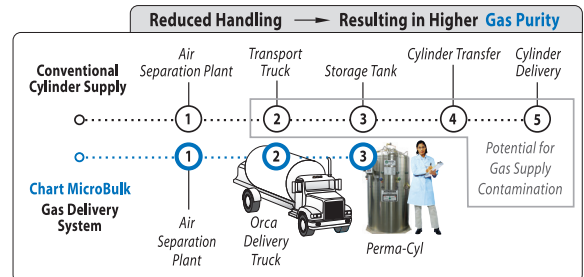 Reduced Handling → Resulting in Higher Gas Purity
Conventional
Cylinder Supply
Air
Separation Plant
Transport
Truck
Storage Tank
Cylinder Transfer
Cylinder
Delivery
1 2 3 4 5
Potential for
Gas Supply
Contamination
1 2 3
Chart MicroBulk
Gas Delivery
System
Air
Separation
Plant
Orca
Delivery
Truck
Perma-Cyl